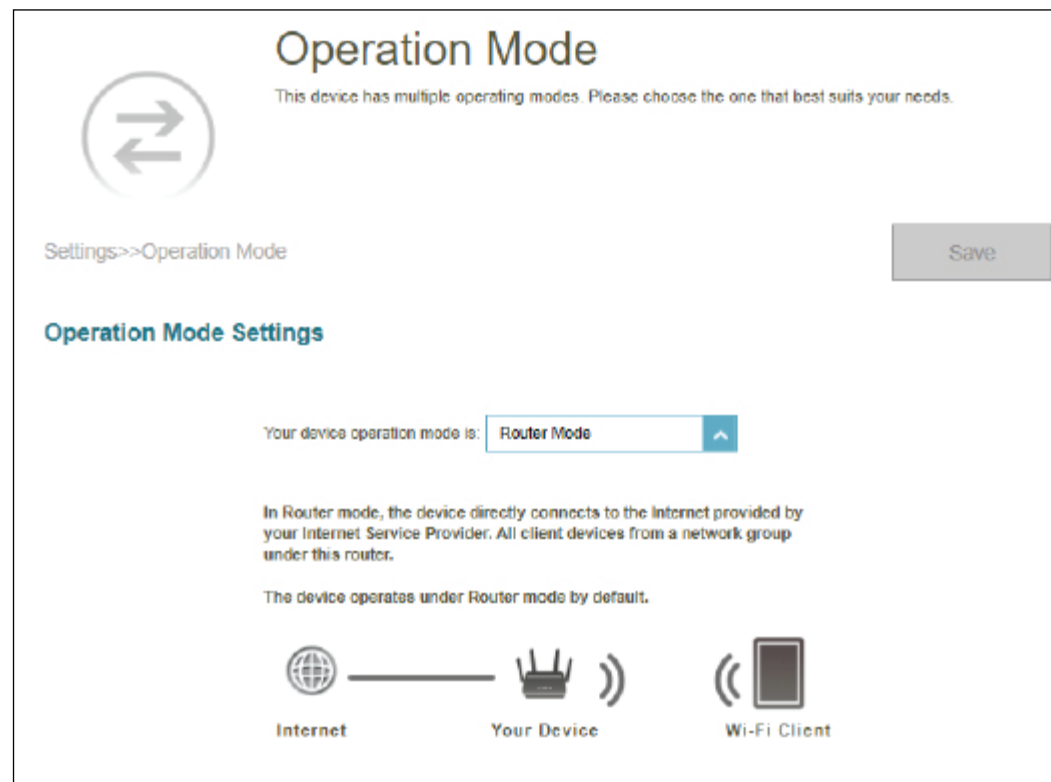 Operation Mode
This device has multiple operating modes. Please choose the one that best suits your needs.
Settings>>Operation Mode
Save
Operation Mode Settings
Your device operation mode is: Router Mode
In Router mode, the device directly connects to the Internet provided by
your Internet Service Provider. All client devices from a network group
under this router.
The device operates under Router mode by default.
Internet Your Device Wi-Fi Client